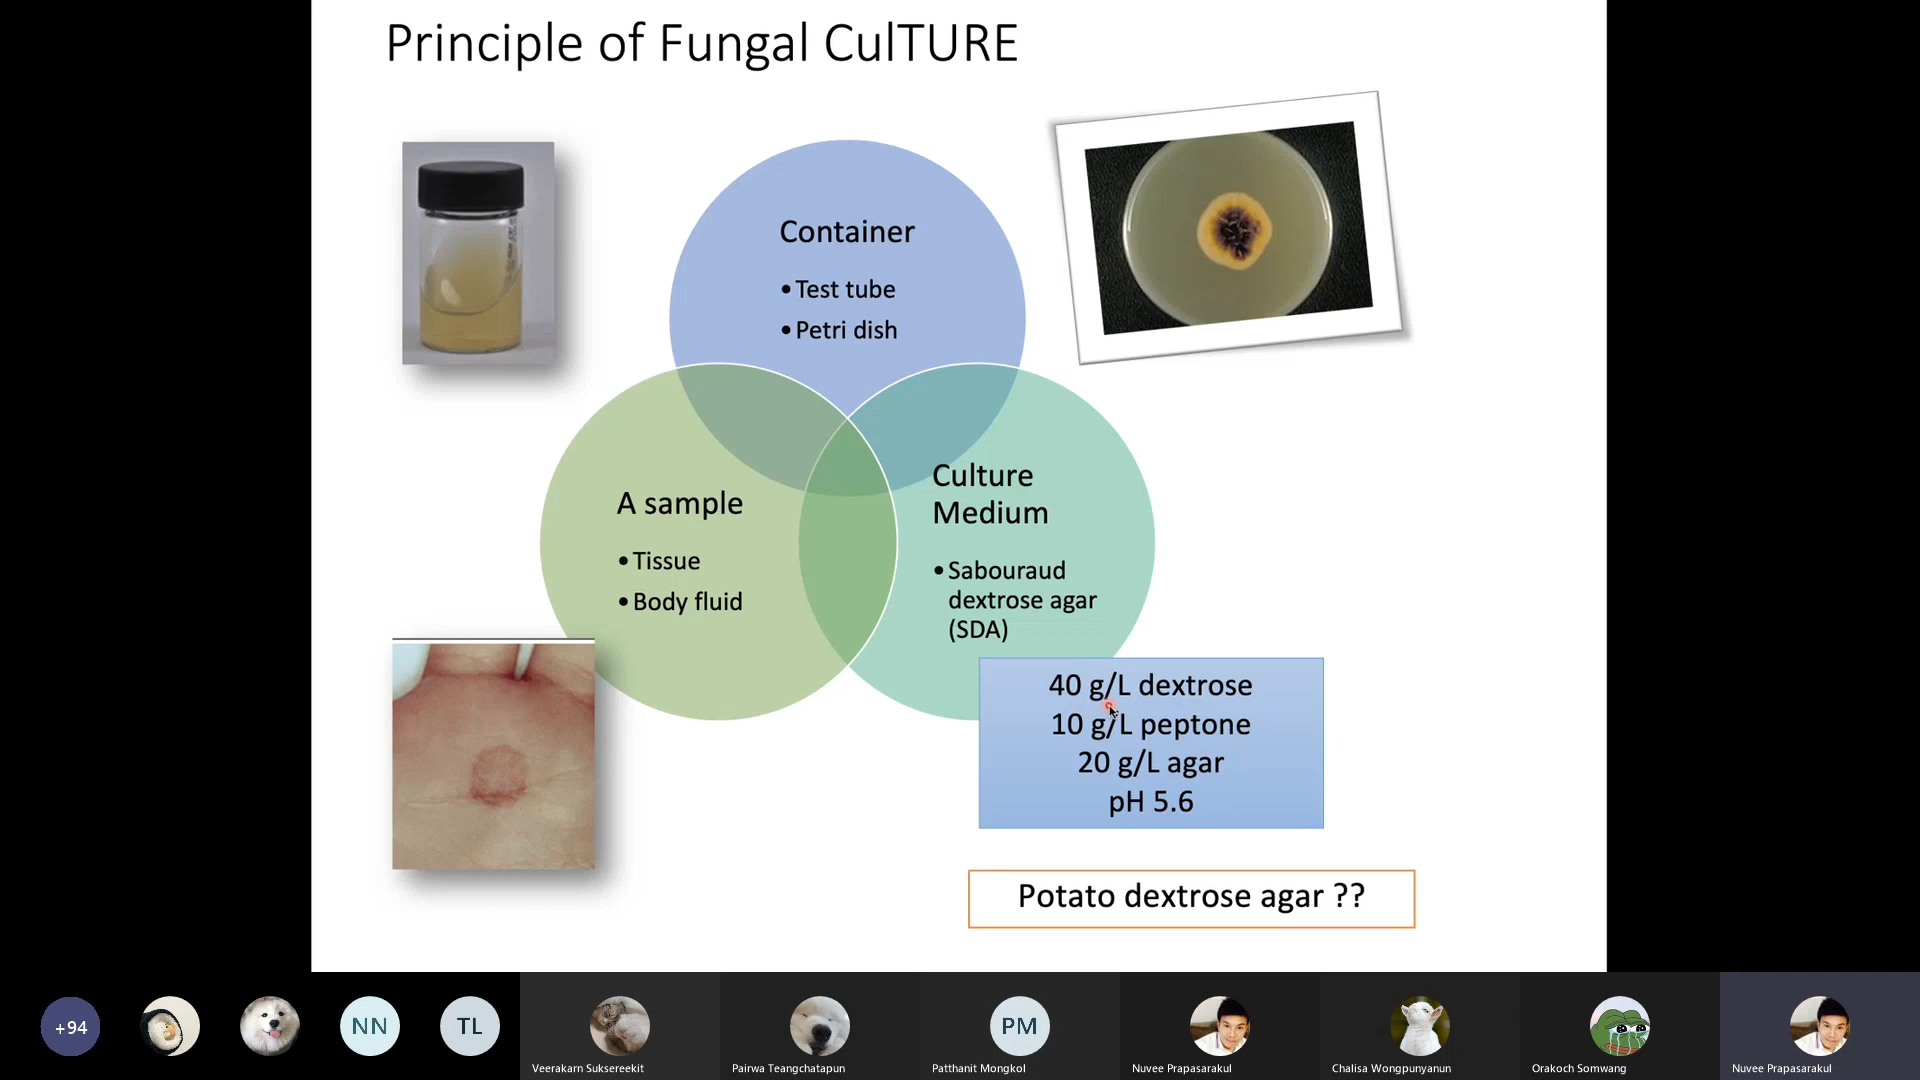 Principle of Fungal CulTURE
Container
• Test tube
• Petri dish
A sample
• Tissue
• Body fluid
Culture
Medium
• Sabouraud
dextrose agar
(SDA)
40 g/L dextrose
10 g/L peptone
20 g/L agar
pH 5.6
Potato dextrose agar ??
+94
NN
TL
PM
Veerakarn Suksereekit
Pairwa Teangchatapun
Patthanit Mongkol
Nuvee Prapasarakul
Chalisa Wongpunyanun
Orakoch Somwang
Nuvee Prapasarakul